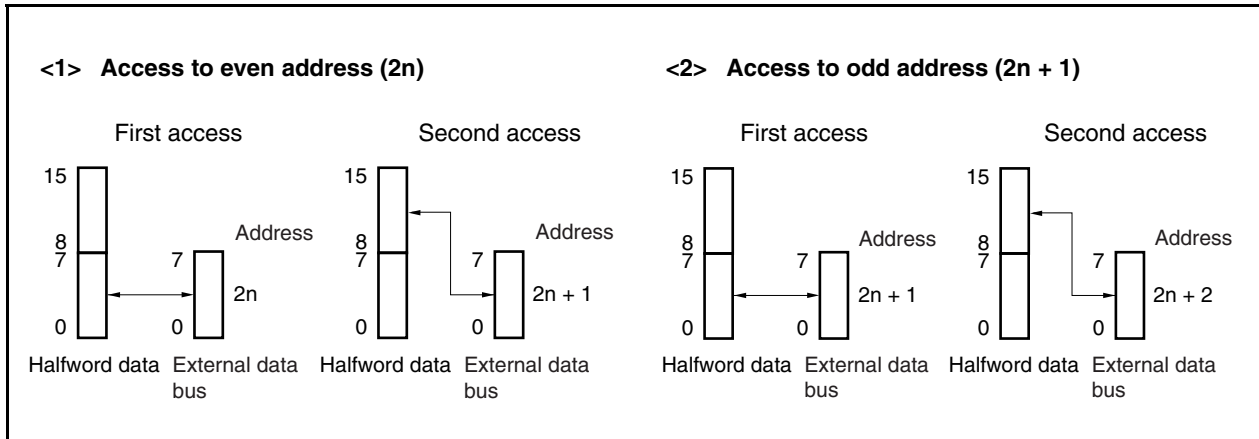 <1> Access to even address (2n)
First access
15
8
7
0
Address
7
2n
0
Halfword data
External data
bus
Second access
15
8
7
0
Address
7
2n + 1
0
Halfword data
External data
bus
<2> Access to odd address (2n + 1)
First access
15
8
7
0
Address
7
2n + 1
0
Halfword data
External data
bus
Second access
15
8
7
0
Address
7
2n + 2
0
Halfword data
External data
bus